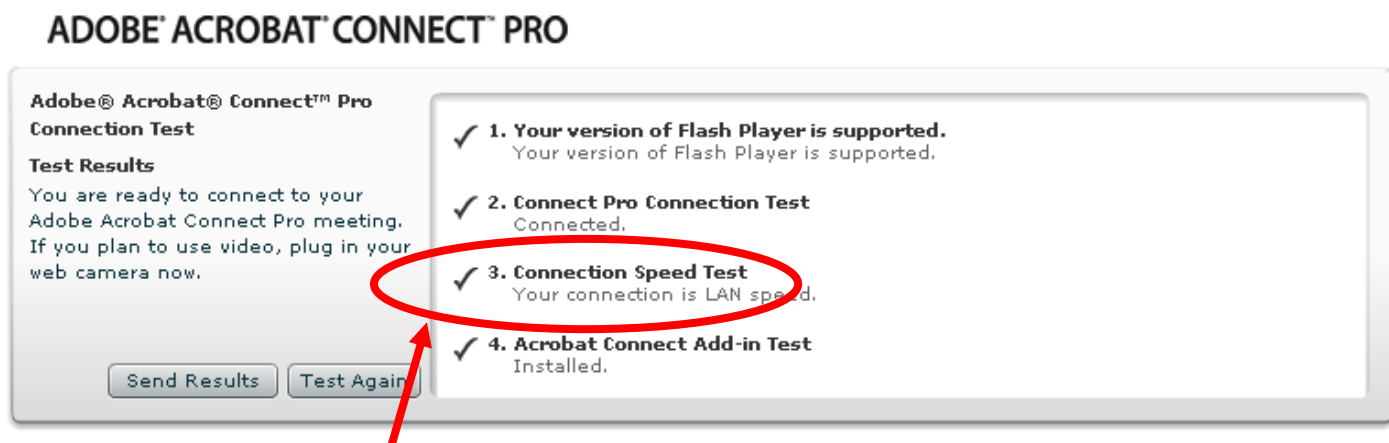 ADOBE® ACROBAT® CONNECT™ PRO
Adobe® Acrobat® Connect™ Pro
Connection Test
Test Results
You are ready to connect to your
Adobe Acrobat Connect Pro meeting.
If you plan to use video, plug in your
web camera now.
Send Results
Test Again
1. Your version of Flash Player is supported.
Your version of Flash Player is supported.
2. Connect Pro Connection Test
Connected.
3. Connection Speed Test
Your connection is LAN speed.
4. Acrobat Connect Add-in Test
Installed.